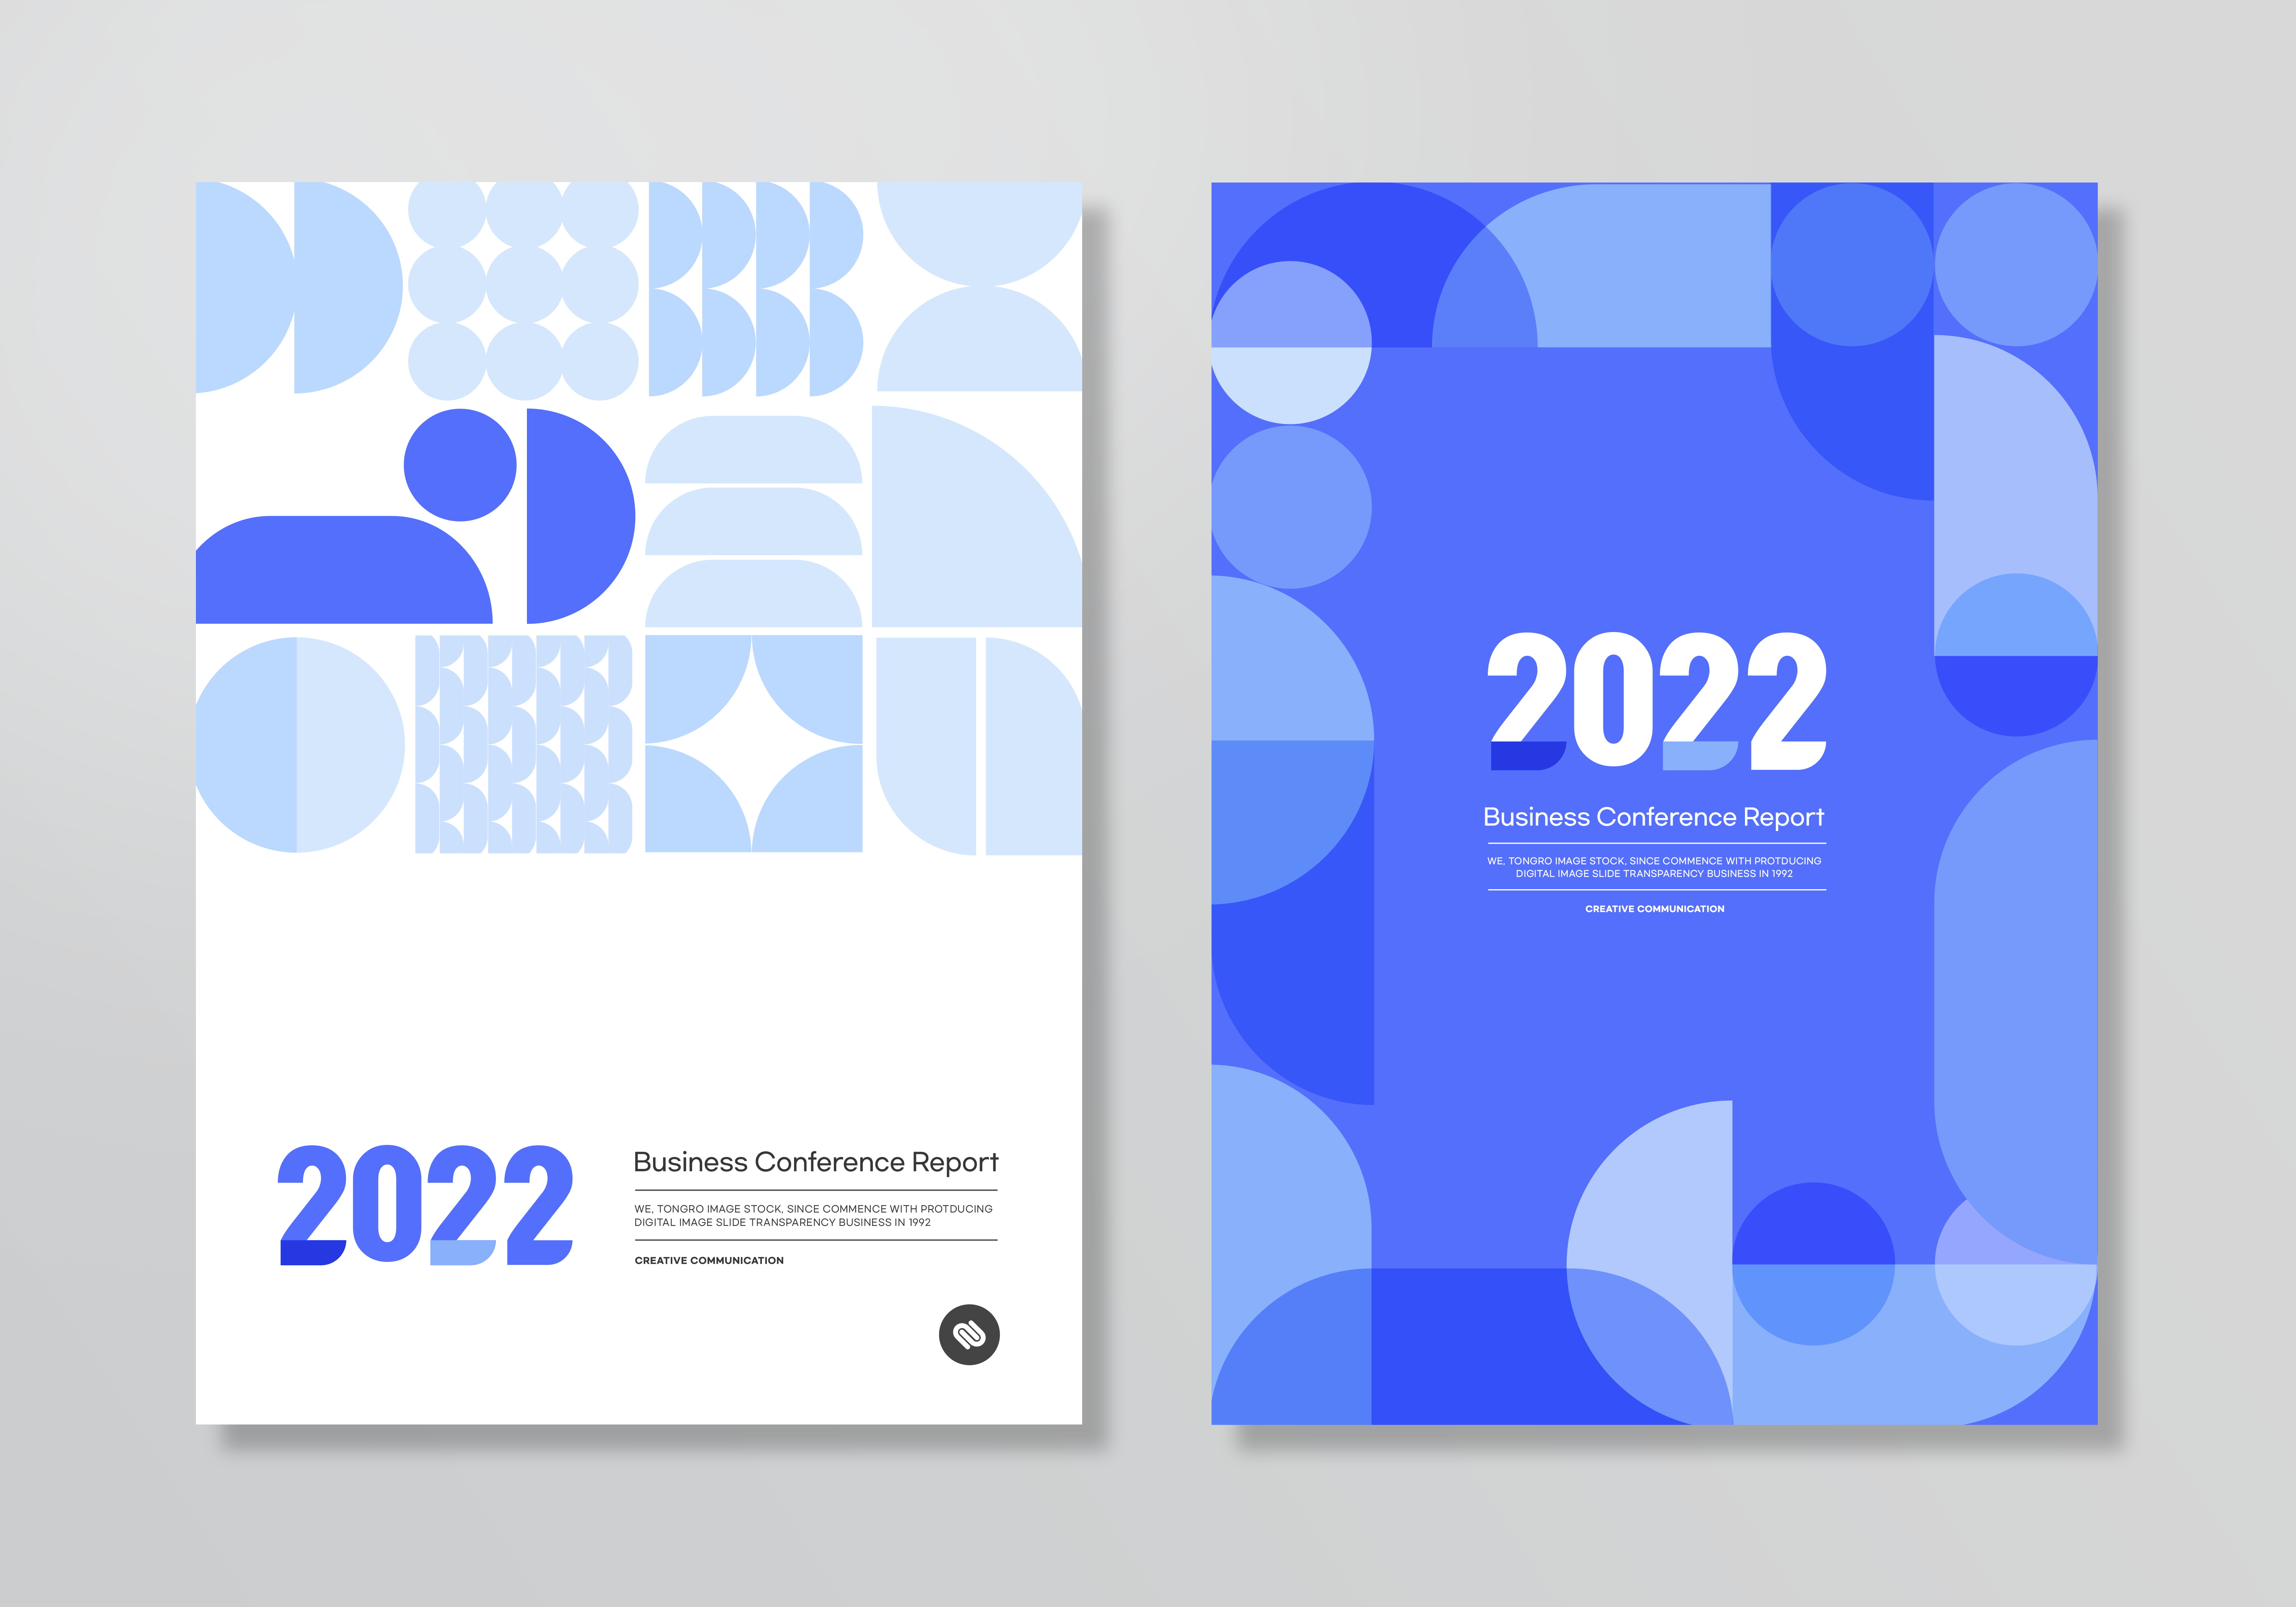 2022
Business Conference Report
WE, TONGRO IMAGE STOCK, SINCE COMMENCE WITH PROTDUCING
DIGITAL IMAGE SLIDE TRANSPARENCY BUSINESS IN 1992
CREATIVE COMMUNICATION
2022
Business Conference Report
WE, TONGRO IMAGE STOCK, SINCE COMMENCE WITH PROTDUCING
DIGITAL IMAGE SLIDE TRANSPARENCY BUSINESS IN 1992
CREATIVE COMMUNICATION